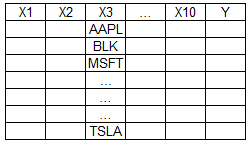 X1 X2 X3 ... X10 Y
AAPL
BLK
MSFT
...
...
...
TSLA